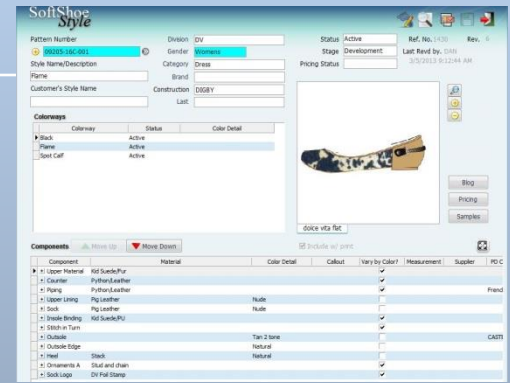 SoftShoe
Style
Pattern Number
09205-16C-001
Style Name/Description
Flame
Customer's Style Name
Division DV
Gender Womens
Category Dress
Brand
Construction DIGBY
Last
Status Active
Stage Development
Pricing Status
Ref. No. Rev.
Last Revd by. DAN
3/5/2013 9:12:44 AM
Colorways
Colorway Status Color Detail
Black Active
Flame Active
Spot Calf Active
dolce vita flat
Blog
Pricing
Samples
Components Move Up Move Down Include w/ print
Component Material Color Detail Callout Vary by Color? Measurement Supplier PD C
Upper Material Kid Suede/Fur
Counter Python/Leather
Piping Python/Leather Frenc
Upper Lining Pig Leather Nude
Sock Pig Leather Nude
Insole Binding Kid Suede/PU
Stitch in Turn
Outsole Tan 2 tone CASTI
Outsole Edge Natural
Heel Stack Natural
Ornaments A Stud and chain
Sock Logo DV Foil Stamp